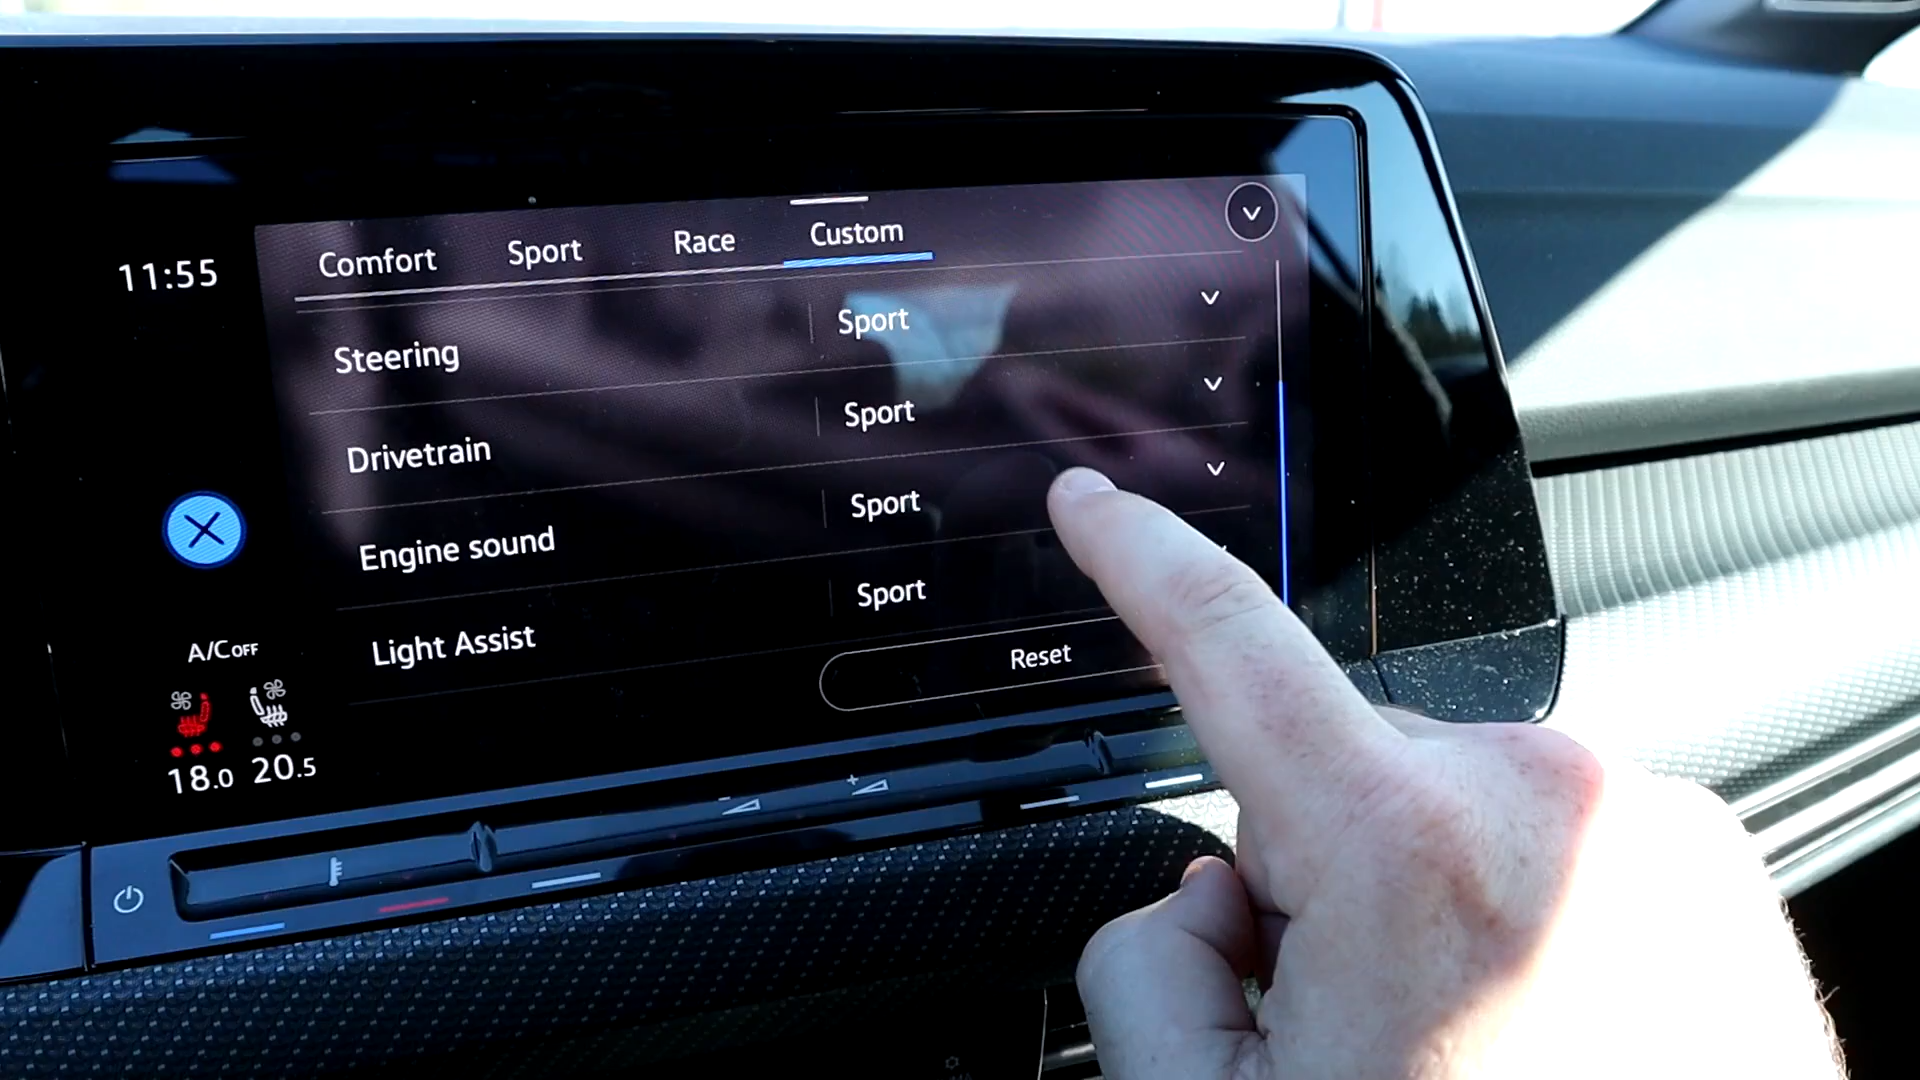 11:55
Comfort Sport Race Custom
Steering Sport
Drivetrain Sport
Engine sound Sport
Light Assist Sport
Reset
A/C OFF
18.0 20.5